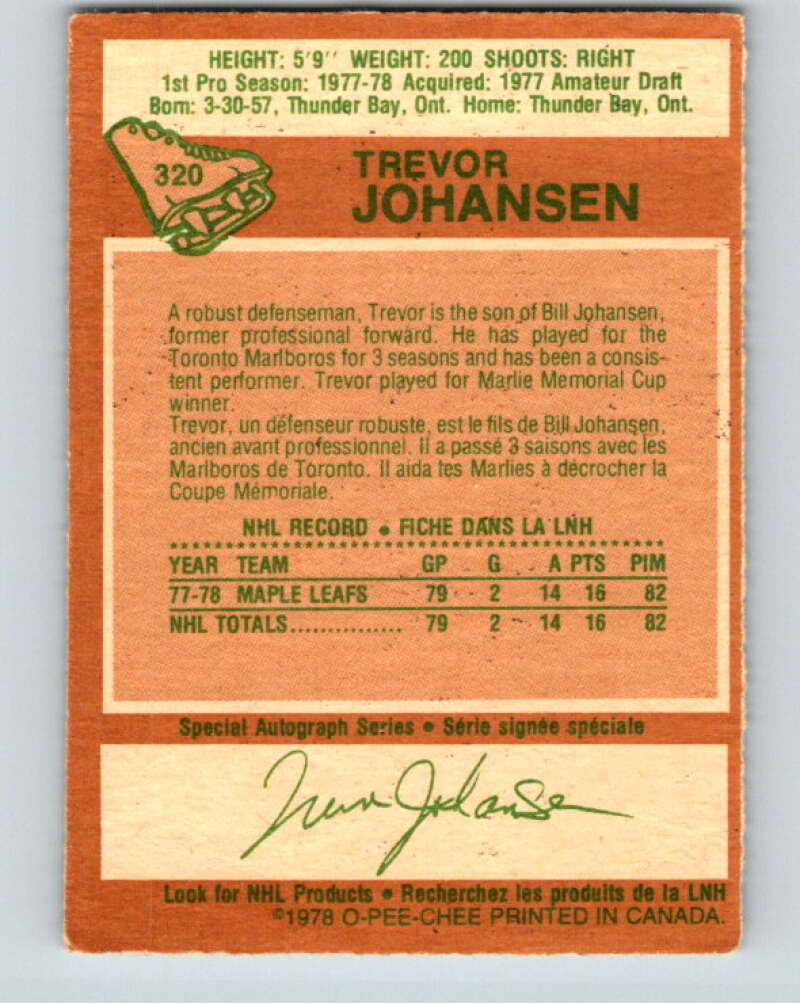 HEIGHT: 5'9'' WEIGHT: 200 SHOOTS: RIGHT
1st Pro Season: 1977-78 Acquired: 1977 Amateur Draft
Born: 3-30-57, Thunder Bay, Ont. Home: Thunder Bay, Ont.
320
TREVOR
JOHANSEN
A robust defenseman, Trevor is the son of Bill Johansen,
former professional forward. He has played for the
Toronto Marlboros for 3 seasons and has been a consis-
tent performer. Trevor played for Marlie Memorial Cup
winner.
Trevor, un défenseur robuste, est le fils de Bill Johansen,
ancien avant professionnel. Il a passé 3 saisons avec les
Marlboros de Toronto. Il aida les Marlies à décrocher la
Coupe Mémoriale.
NHL RECORD • FICHE DANS LA LNH
YEAR TEAM GP G A PTS PIM
77-78 MAPLE LEAFS 79 2 14 16 82
NHL TOTALS.............. 79 2 14 16 82
Special Autograph Series • Série signée spéciale
Trevor Johansen
Look for NHL Products • Recherchez les produits de la LNH
©1978 O-PEE-CHEE PRINTED IN CANADA.